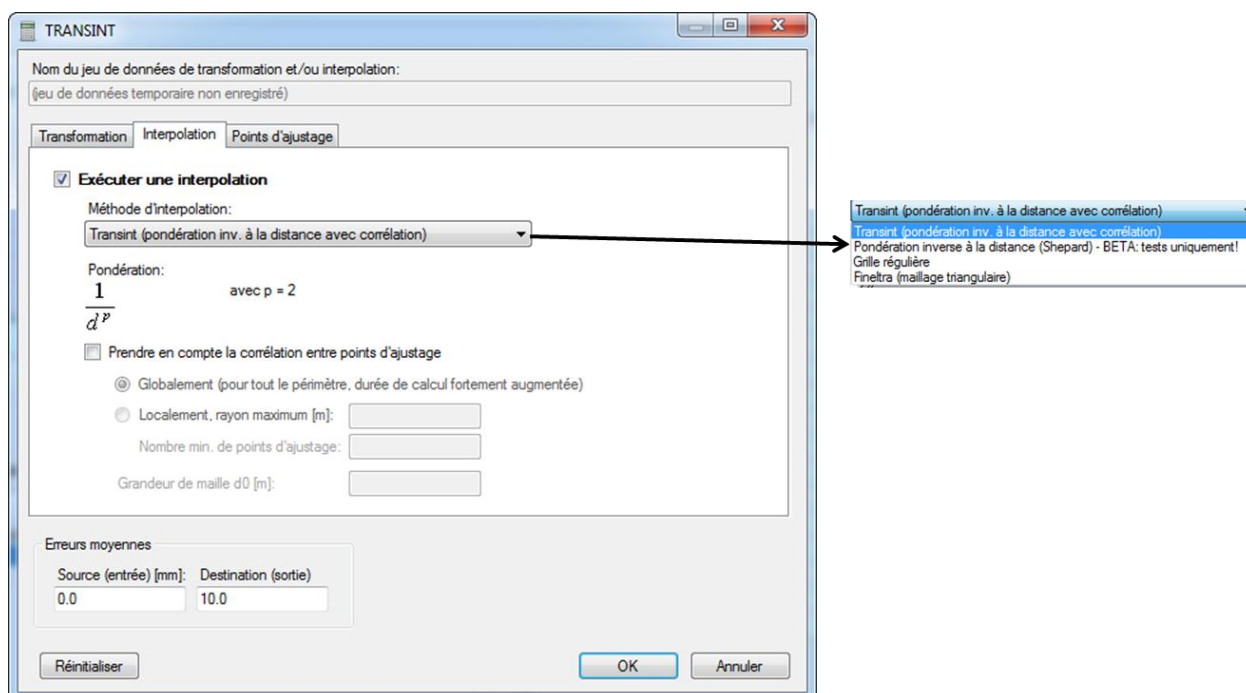 TRANSINT
Nom du jeu de données de transformation et/ou interpolation:
(jeu de données temporaire non enregistré)
Transformation Interpolation Points d'ajustage
Exécuter une interpolation
Méthode d'interpolation:
Transint (pondération inv. à la distance avec corrélation)
Pondération:
1
d^p
avec p = 2
Prendre en compte la corrélation entre points d'ajustage
Globalement (pour tout le périmètre, durée de calcul fortement augmentée)
Localement, rayon maximum [m]:
Nombre min. de points d'ajustage:
Grandeur de maille d0 [m]:
Erreurs moyennes
Source (entrée) [mm]: Destination (sortie)
0.0 10.0
Réinitialiser OK Annuler
Transint (pondération inv. à la distance avec corrélation)
Transint (pondération inv. à la distance avec corrélation)
Pondération inverse à la distance (Shepard) - BETA: tests uniquement!
Grille régulière
Fineltra (maillage triangulaire)